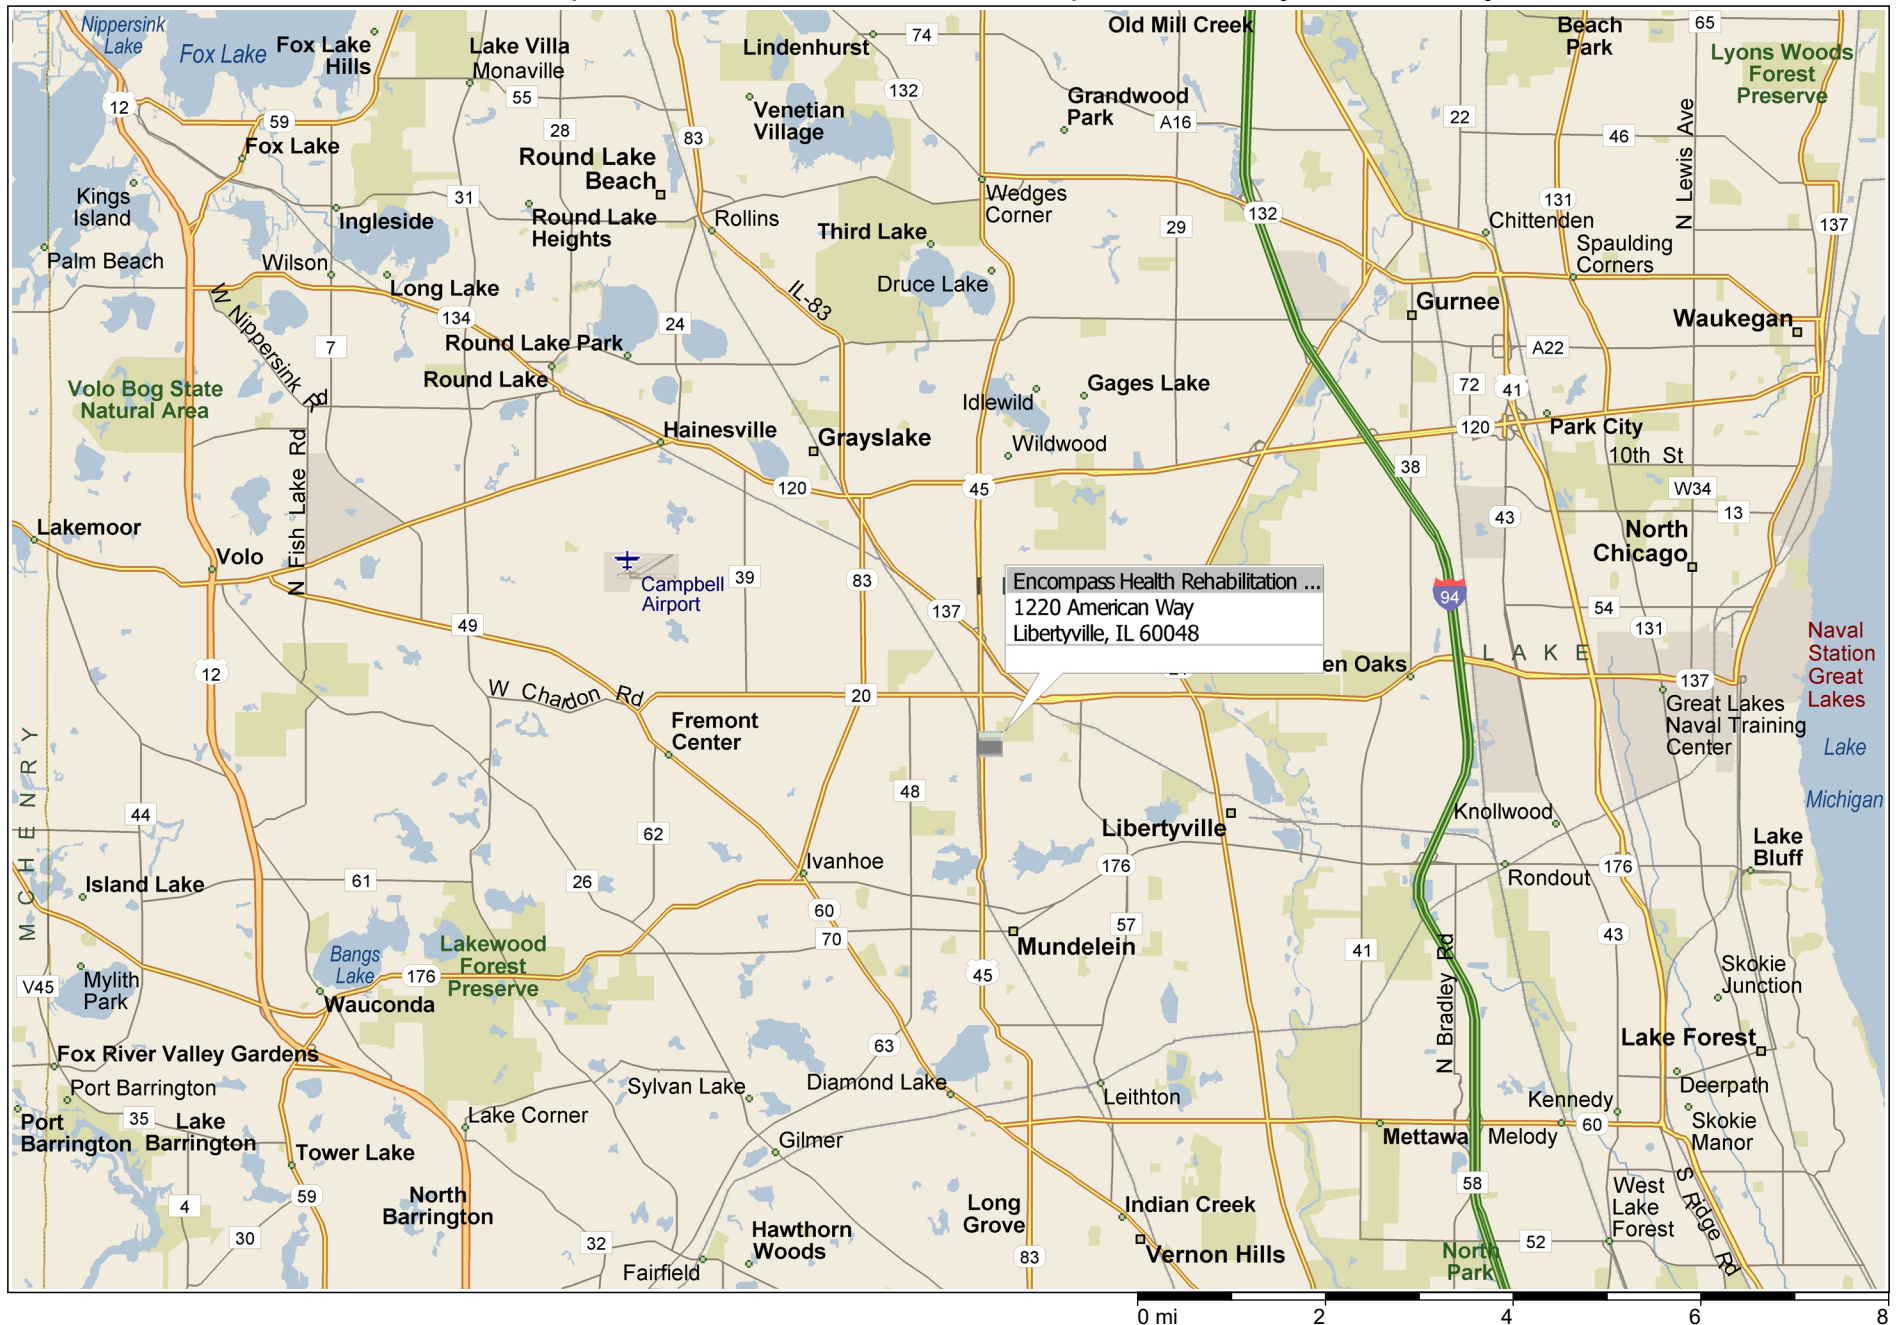 Nippersink
Lake
Fox Lake
Fox Lake
Hills
Lake Villa
Monaville
Lindenhurst
74
Old Mill Creek
Beach
Park
65
Lyons Woods
Forest
Preserve
12
59
55
28
83
Venetian
Village
132
Grandwood
Park
A16
22
46
N Lewis Ave
Fox Lake
Round Lake
Beach
Kings
Island
31
Ingleside
Round Lake
Heights
Rollins
Third Lake
Wedges
Corner
29
132
131
Chittenden
137
Spaulding
Corners
Palm Beach
Wilson
Long Lake
Druce Lake
W Nippersink Rd
134
IL-83
24
Gurnee
Waukegan
7
Round Lake Park
A22
Volo Bog State
Natural Area
Round Lake
Gages Lake
Idlewild
72
41
Hainesville
Grayslake
Wildwood
120
Park City
N Fish Lake Rd
10th St
38
120
45
W34
43
13
Lakemoor
North
Chicago
Volo
Campbell
Airport
39
83
Encompass Health Rehabilitation ...
1220 American Way
Libertyville, IL 60048
94
54
137
49
131
LAKE
Naval
Station
Great
Lakes
12
en Oaks
W Chardon Rd
20
137
Great Lakes
Naval Training
Center
Fremont
Center
Lake
Michigan
MCHENRY
48
44
62
Libertyville
Knollwood
Lake
Bluff
Ivanhoe
176
176
Rondout
Island Lake
61
26
60
57
70
43
Bangs
Lake
Lakewood
Forest
Preserve
Mundelein
41
N Bradley Rd
V45
Mylith
Park
176
45
Skokie
Junction
Wauconda
Lake Forest
Fox River Valley Gardens
63
Port Barrington
Sylvan Lake
Diamond Lake
Leithton
Deerpath
Kennedy
35
Port
Barrington
Lake
Barrington
Lake Corner
Gilmer
Mettawa
Melody
60
Skokie
Manor
Tower Lake
58
S Ridge Rd
59
4
North
Barrington
Long
Grove
Indian Creek
West
Lake
Forest
30
32
Hawthorn
Woods
83
Vernon Hills
North
Park
52
Fairfield
0 mi
2
4
6
8